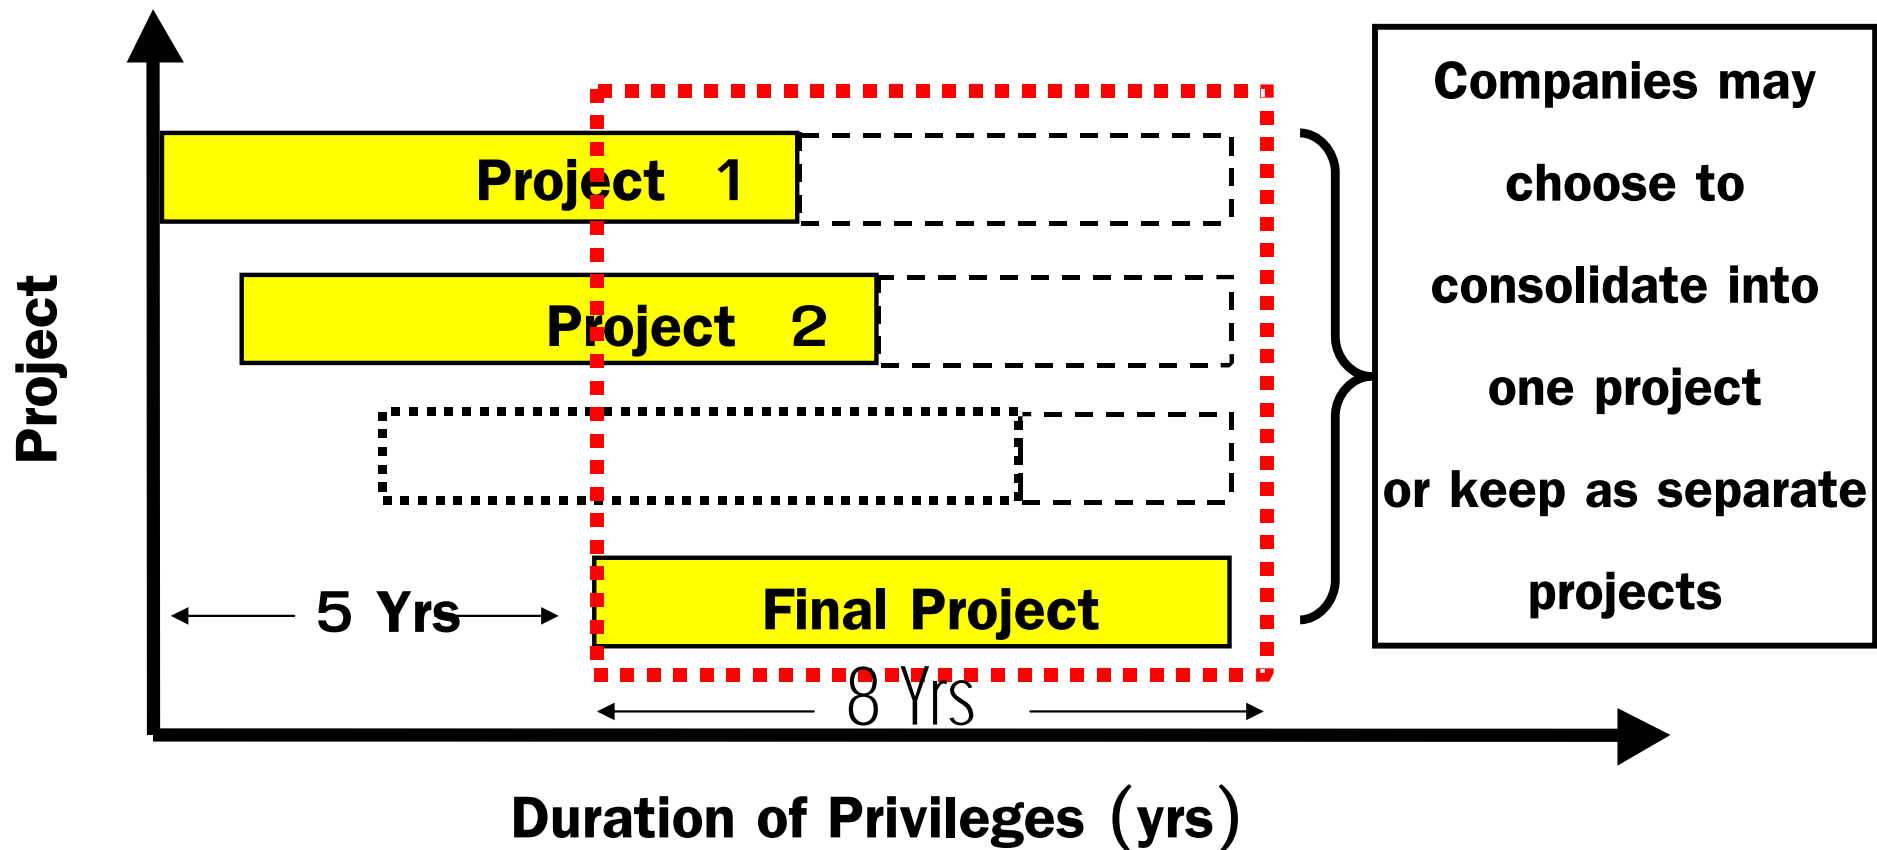 Project
Project 1
Project 2
5 Yrs
Final Project
8 Yrs
Duration of Privileges (yrs)
Companies may
choose to
consolidate into
one project
or keep as separate
projects